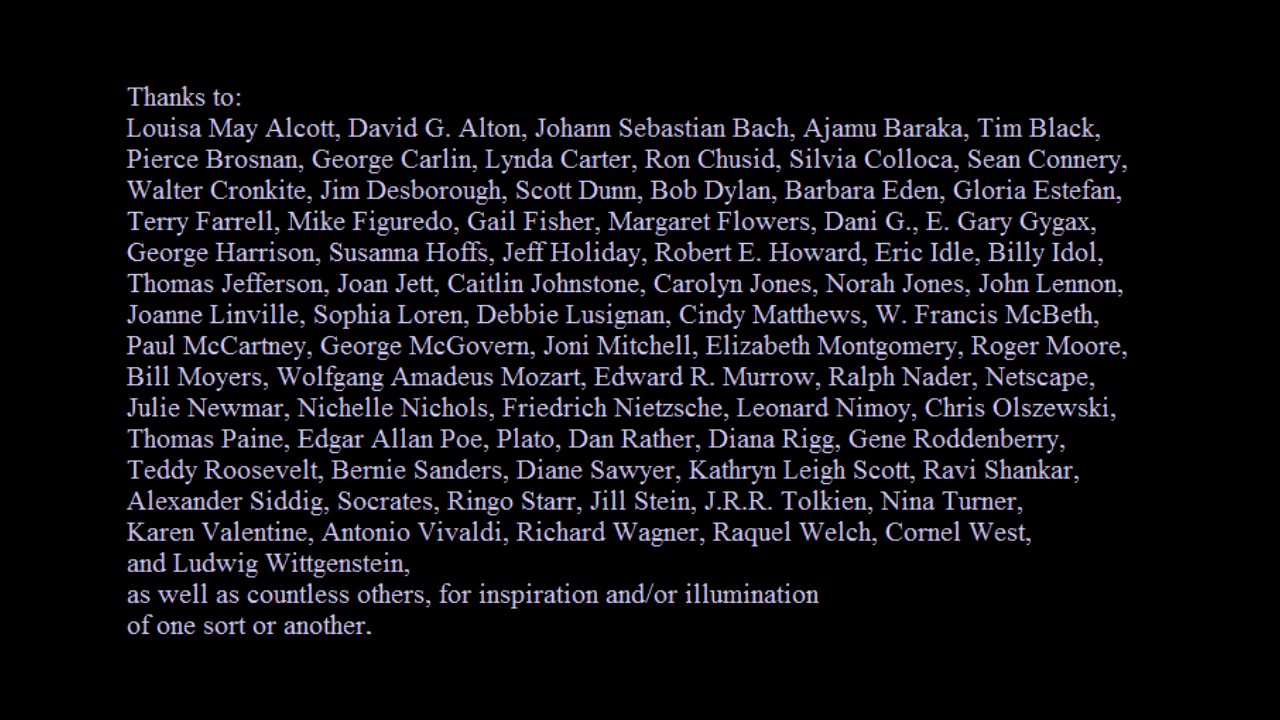 Thanks to:
Louisa May Alcott, David G. Alton, Johann Sebastian Bach, Ajamu Baraka, Tim Black,
Pierce Brosnan, George Carlin, Lynda Carter, Ron Chusid, Silvia Colloca, Sean Connery,
Walter Cronkite, Jim Desborough, Scott Dunn, Bob Dylan, Barbara Eden, Gloria Estefan,
Terry Farrell, Mike Figuredo, Gail Fisher, Margaret Flowers, Dani G., E. Gary Gygax,
George Harrison, Susanna Hoffs, Jeff Holiday, Robert E. Howard, Eric Idle, Billy Idol,
Thomas Jefferson, Joan Jett, Caitlin Johnstone, Carolyn Jones, Norah Jones, John Lennon,
Joanne Linville, Sophia Loren, Debbie Lusignan, Cindy Matthews, W. Francis McBeth,
Paul McCartney, George McGovern, Joni Mitchell, Elizabeth Montgomery, Roger Moore,
Bill Moyers, Wolfgang Amadeus Mozart, Edward R. Murrow, Ralph Nader, Netscape,
Julie Newmar, Nichelle Nichols, Friedrich Nietzsche, Leonard Nimoy, Chris Olszewski,
Thomas Paine, Edgar Allan Poe, Plato, Dan Rather, Diana Rigg, Gene Roddenberry,
Teddy Roosevelt, Bernie Sanders, Diane Sawyer, Kathryn Leigh Scott, Ravi Shankar,
Alexander Siddig, Socrates, Ringo Starr, Jill Stein, J.R.R. Tolkien, Nina Turner,
Karen Valentine, Antonio Vivaldi, Richard Wagner, Raquel Welch, Cornel West,
and Ludwig Wittgenstein,
as well as countless others, for inspiration and/or illumination
of one sort or another.